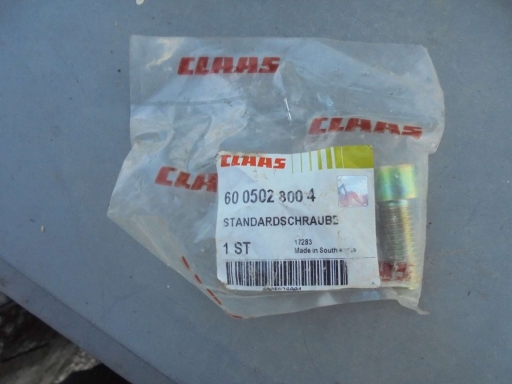 CLAAS
CLAAS
CLAAS
CLAAS
60 0502 800 4
STANDARDSCHRAUBE
1 ST
17283
Made in South